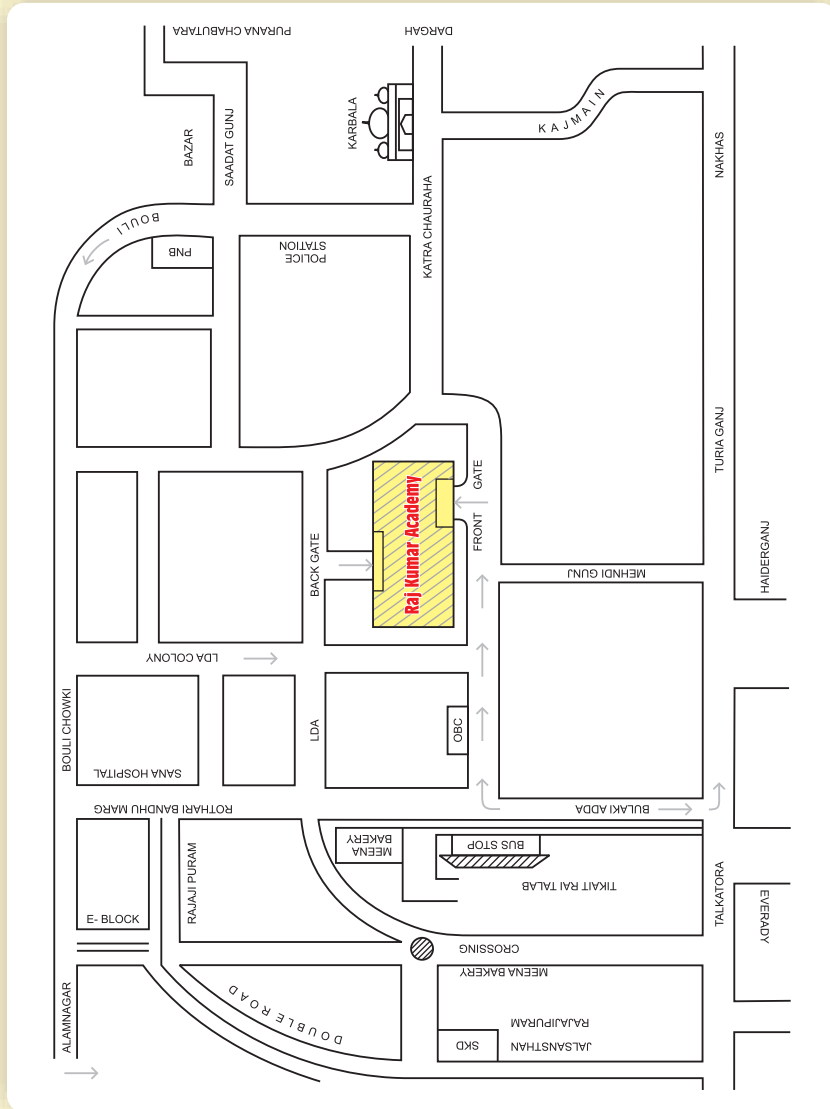 PURANA CHABUTARA
DARGAH
KARBALA
KAJMAIN
BAZAR
SAADAT GUNJ
NAKHAS
BOULI
PNB
POLICE
STATION
KATRA CHAURAHA
TURIA GANJ
GATE
FRONT
Raj Kumar Academy
BACK GATE
HAIDERGANJ
MEHNDI GUNJ
LDA COLONY
BOULI CHOWKI
LDA
OBC
SANA HOSPITAL
ROTHARI BANDHU MARG
BULAKI ADDA
MEENA
BAKERY
BUS STOP
RAJAJI PURAM
TIKAIT RAI TALAB
TALKATORA
EVERADY
E- BLOCK
CROSSING
MEENA BAKERY
DOUBLE ROAD
ALAMNAGAR
RAJAJIPURAM
JALSANSTHAN
SKD